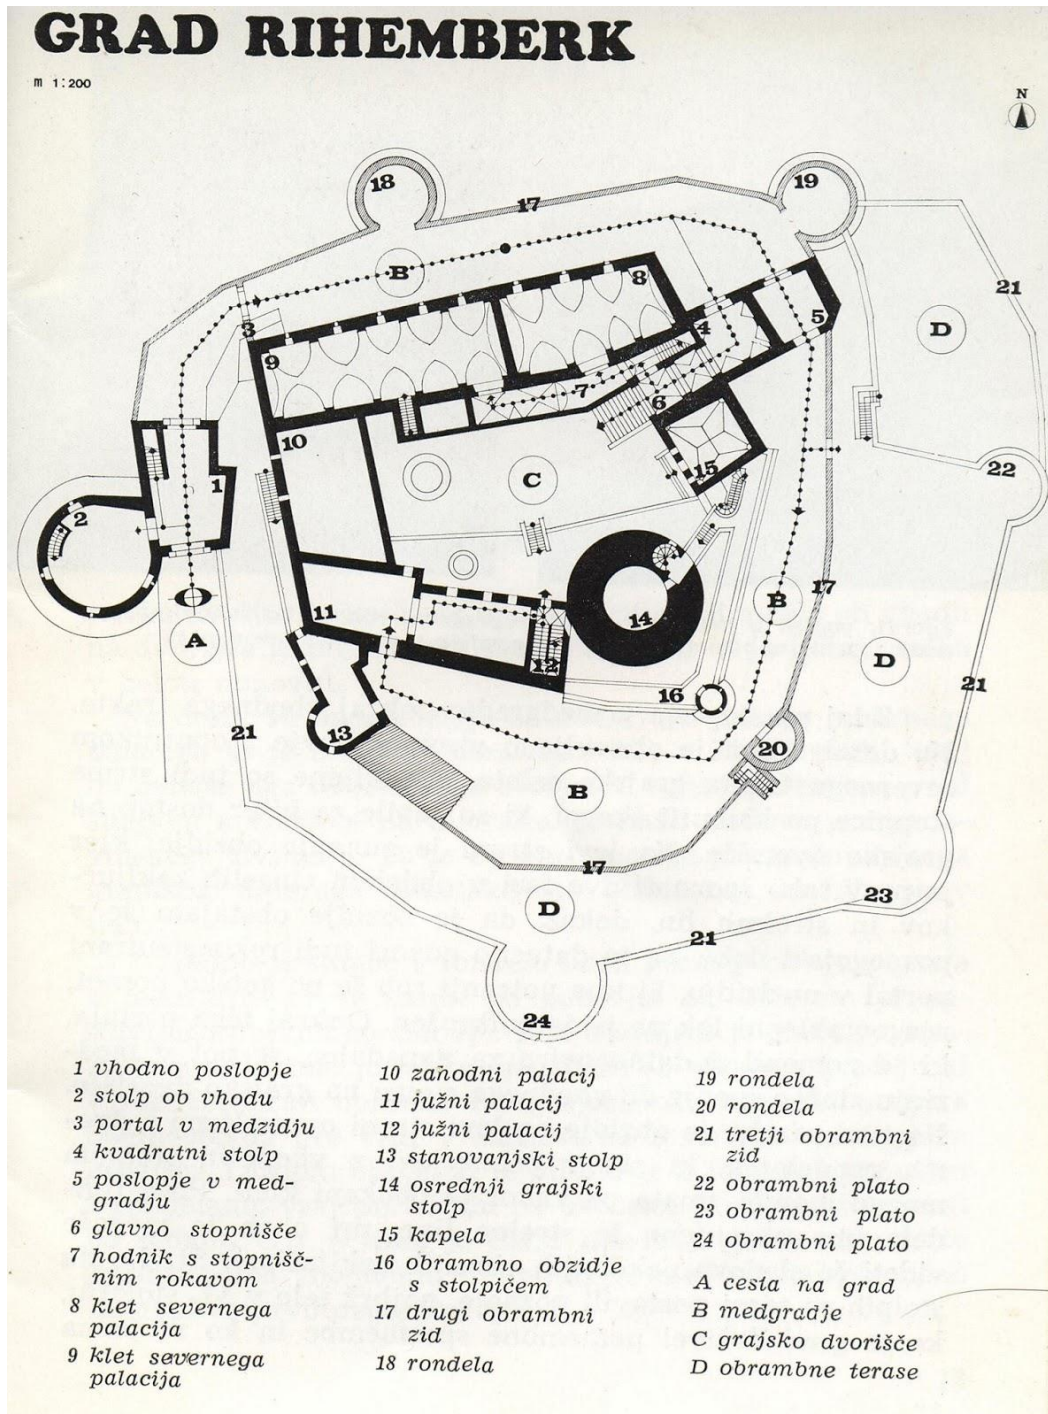 GRAD RIHEMBERK
m 1:200
N
18
19
17
B
21
8
3
4
5
D
9
7
6
10
15
22
C
1
2
17
B
14
11
A
12
D
16
21
13
20
21
B
17
23
D
21
24
1 vhodno poslopje
2 stolp ob vhodu
3 portal v medzidju
4 kvadratni stolp
5 poslopje v med-
gradju
6 glavno stopnišče
7 hodnik s stopnišč-
nim rokavom
8 klet severnega
palacija
9 klet severnega
palacija
10 zahodni palacij
11 južni palacij
12 južni palacij
13 stanovanjski stolp
14 osrednji grajski
stolp
15 kapela
16 obrambno obzidje
s stolpičem
17 drugi obrambni
zid
18 rondela
19 rondela
20 rondela
21 tretji obrambni
zid
22 obrambni plato
23 obrambni plato
24 obrambni plato
A cesta na grad
B medgradje
C grajsko dvorišče
D obrambne terase